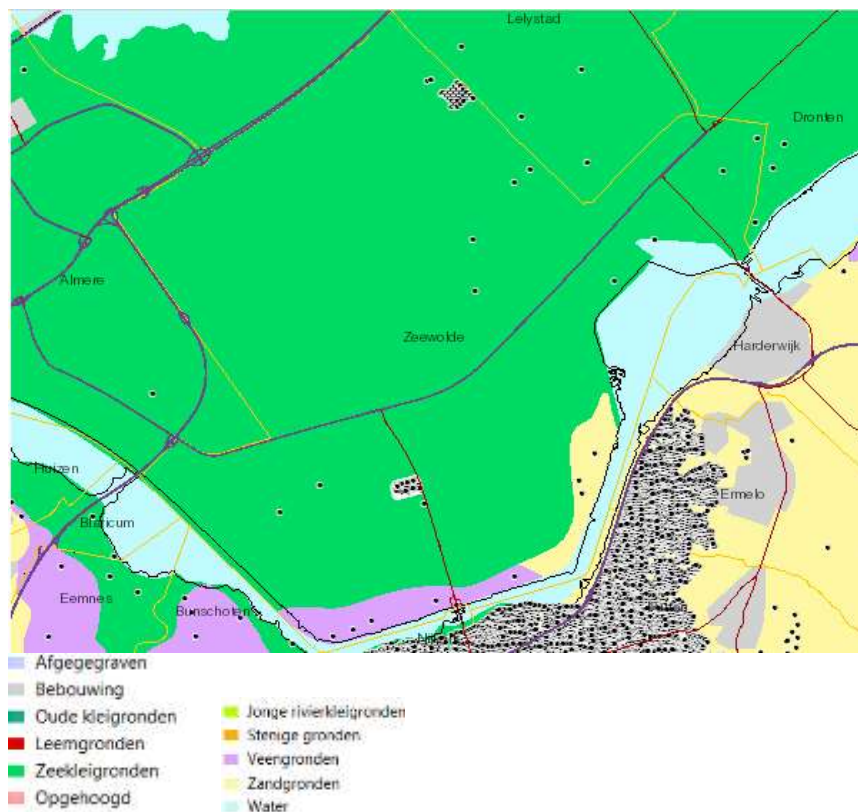 Lelystad
Dronten
Almere
Zeewolde
Harderwijk
Huizen
Blaricum
Ermelo
Eemnes
Bunschoten
Afgegegraven
Bebouwing
Oude kleigronden
Leemgronden
Zeekleigronden
Opgehoogd
Jonge rivierkleigronden
Stenige gronden
Veengronden
Zandgronden
Water